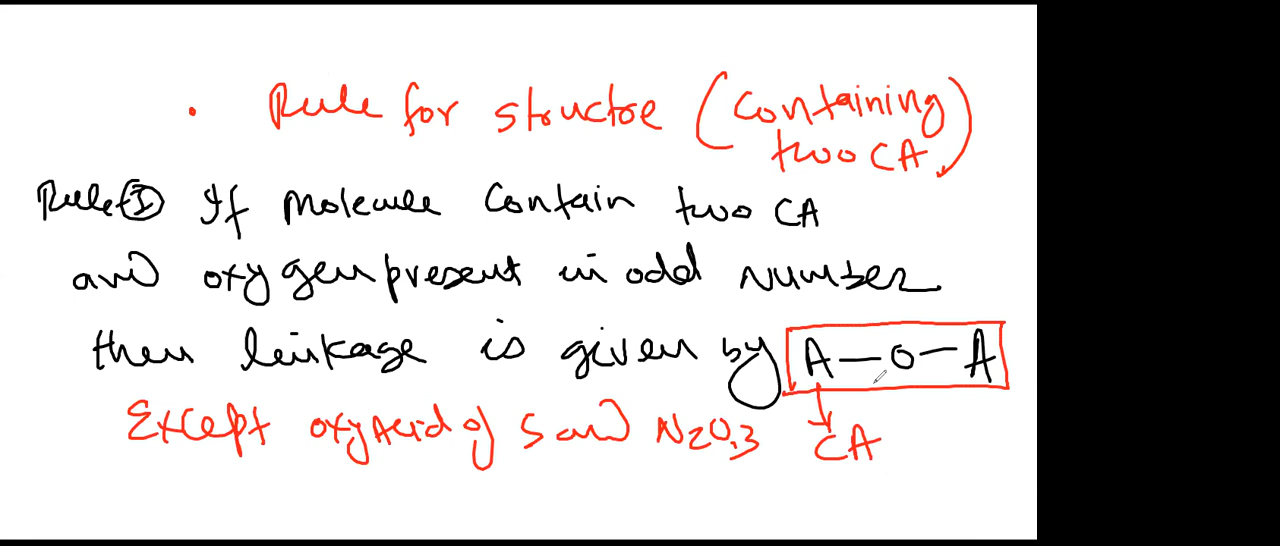 . Rule for structore (containing
two CA)
Rule ① If Molecule Contain two CA
and oxygen present in odd Number
then linkage is given by A—O—A
Except oxyAcid of S and N2O3 CA